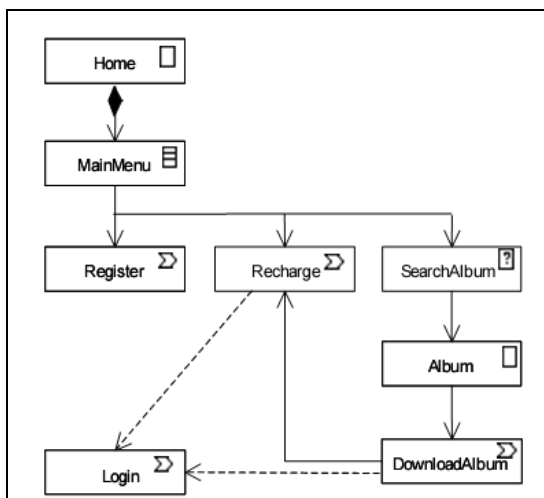 Home
MainMenu
Register
Recharge
SearchAlbum
?
Album
Login
DownloadAlbum